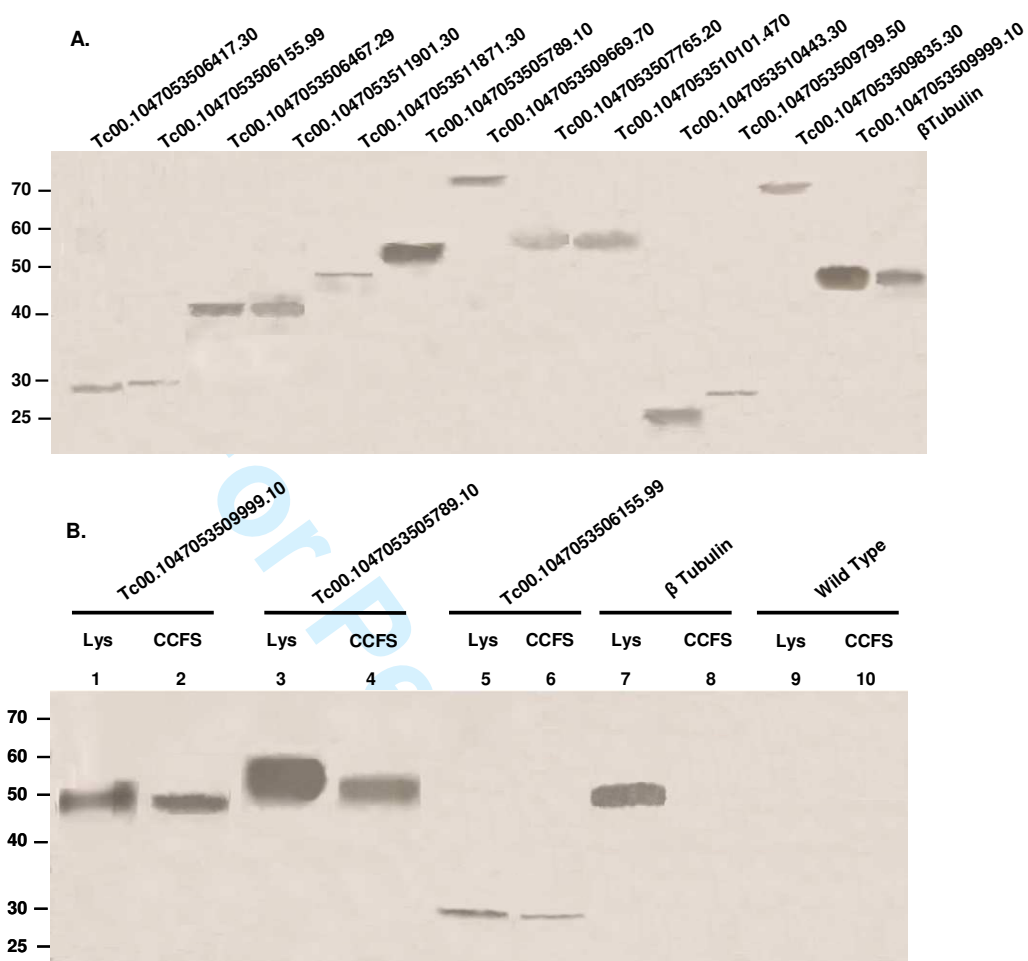 A.
Tc00.1047053506417.30
Tc00.1047053506155.99
Tc00.1047053506467.29
Tc00.1047053511901.30
Tc00.1047053511871.30
Tc00.1047053505789.10
Tc00.1047053509669.70
Tc00.1047053507765.20
Tc00.1047053510101.470
Tc00.1047053510443.30
Tc00.1047053509799.50
Tc00.1047053509835.30
Tc00.1047053509999.10
βTubulin
70
60
50
40
30
25
B.
Tc00.1047053509999.10
Tc00.1047053505789.10
Tc00.1047053506155.99
β Tubulin
Wild Type
Lys CCFS Lys CCFS Lys CCFS Lys CCFS Lys CCFS
1 2 3 4 5 6 7 8 9 10
70
60
50
40
30
25